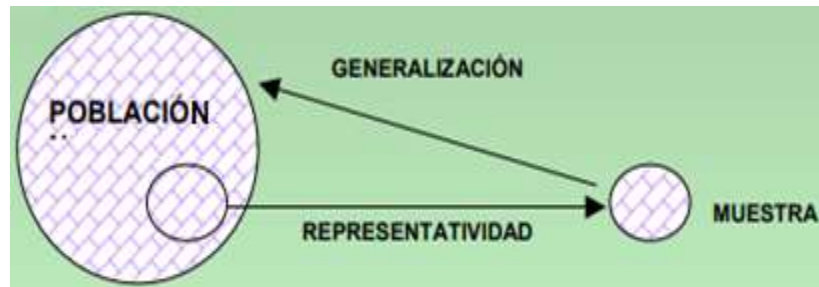 GENERALIZACIÓN
POBLACIÓN
MUESTRA
REPRESENTATIVIDAD